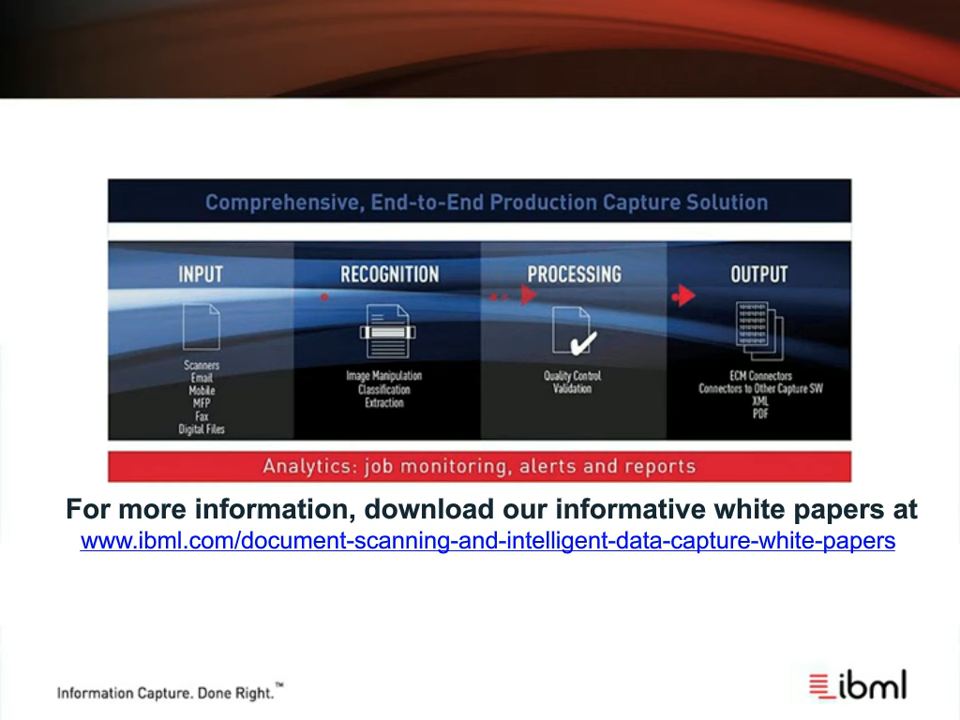 Comprehensive, End-to-End Production Capture Solution
INPUT
Scanners
Email
Mobile
MFP
Fax
Digital Files
RECOGNITION
Image Manipulation
Classification
Extraction
PROCESSING
Quality Control
Validation
OUTPUT
ECM Connectors
Connectors to Other Capture SW
XML
PDF
Analytics: job monitoring, alerts and reports
For more information, download our informative white papers at
www.ibml.com/document-scanning-and-intelligent-data-capture-white-papers
Information Capture. Done Right.™
ibml